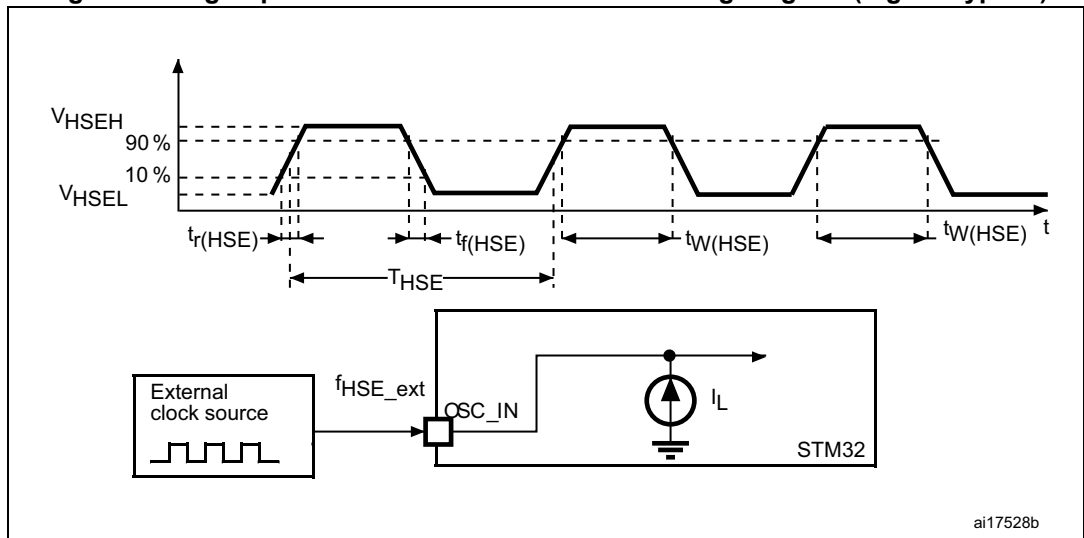 VHSEH
90 %
10 %
VHSEL
tr(HSE)
tf(HSE)
tW(HSE)
tW(HSE)
t
THSE
External
clock source
fHSE_ext
OSC_IN
IL
STM32
ai17528b